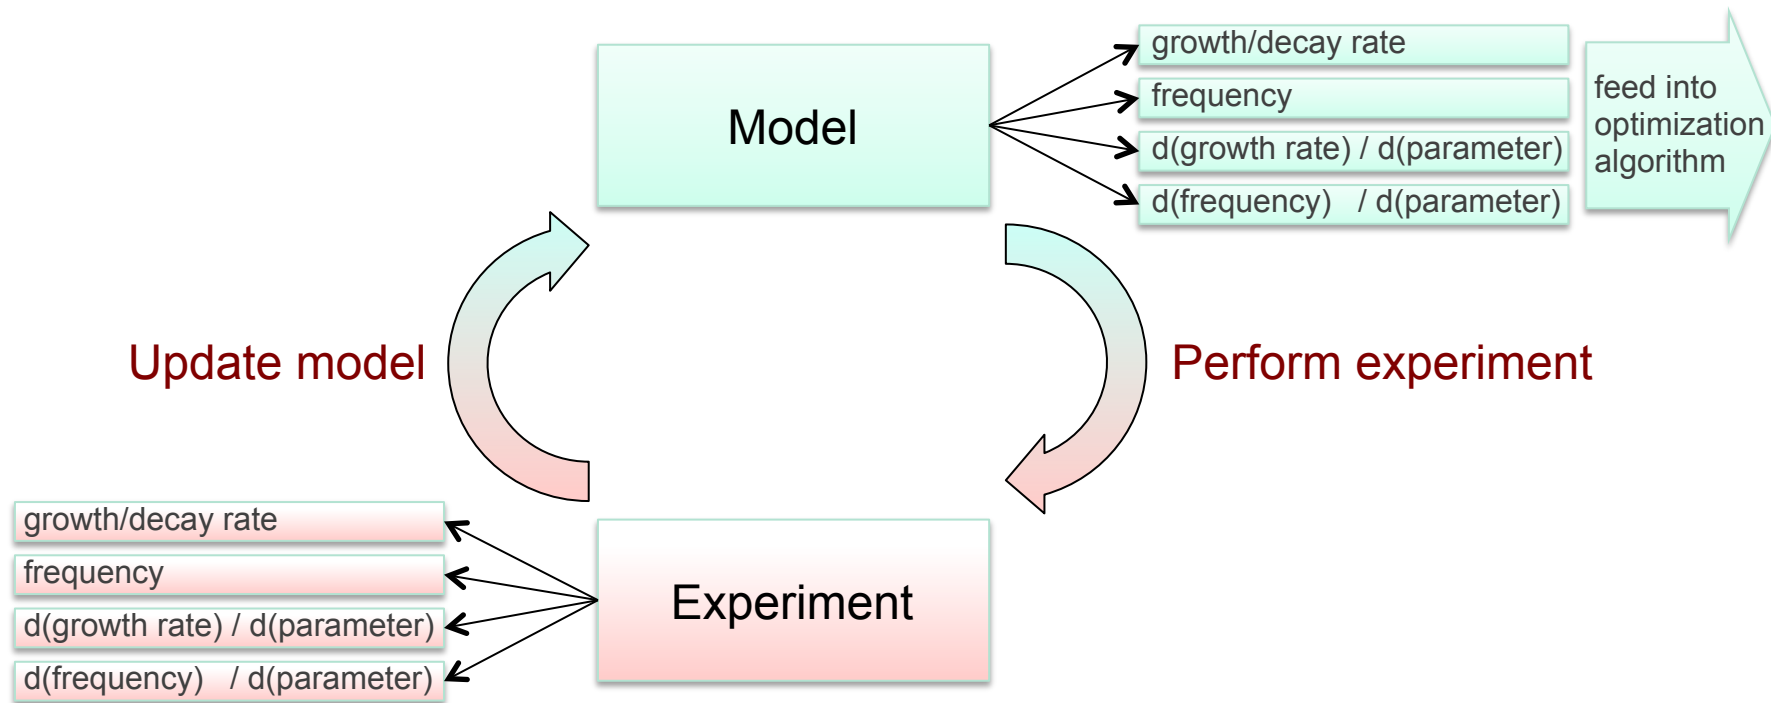 Model
growth/decay rate
frequency
d(growth rate) / d(parameter)
d(frequency) / d(parameter)
feed into
optimization
algorithm
Update model
Perform experiment
growth/decay rate
frequency
d(growth rate) / d(parameter)
d(frequency) / d(parameter)
Experiment